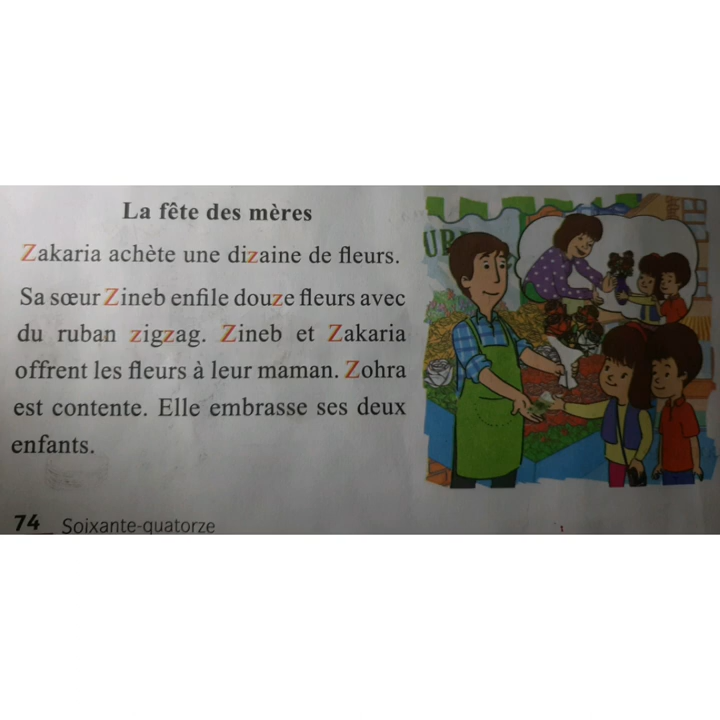 La fête des mères
Zakaria achète une dizaine de fleurs.
Sa sœur Zineb enfile douze fleurs avec
du ruban zigzag. Zineb et Zakaria
offrent les fleurs à leur maman. Zohra
est contente. Elle embrasse ses deux
enfants.
74 Soixante-quatorze